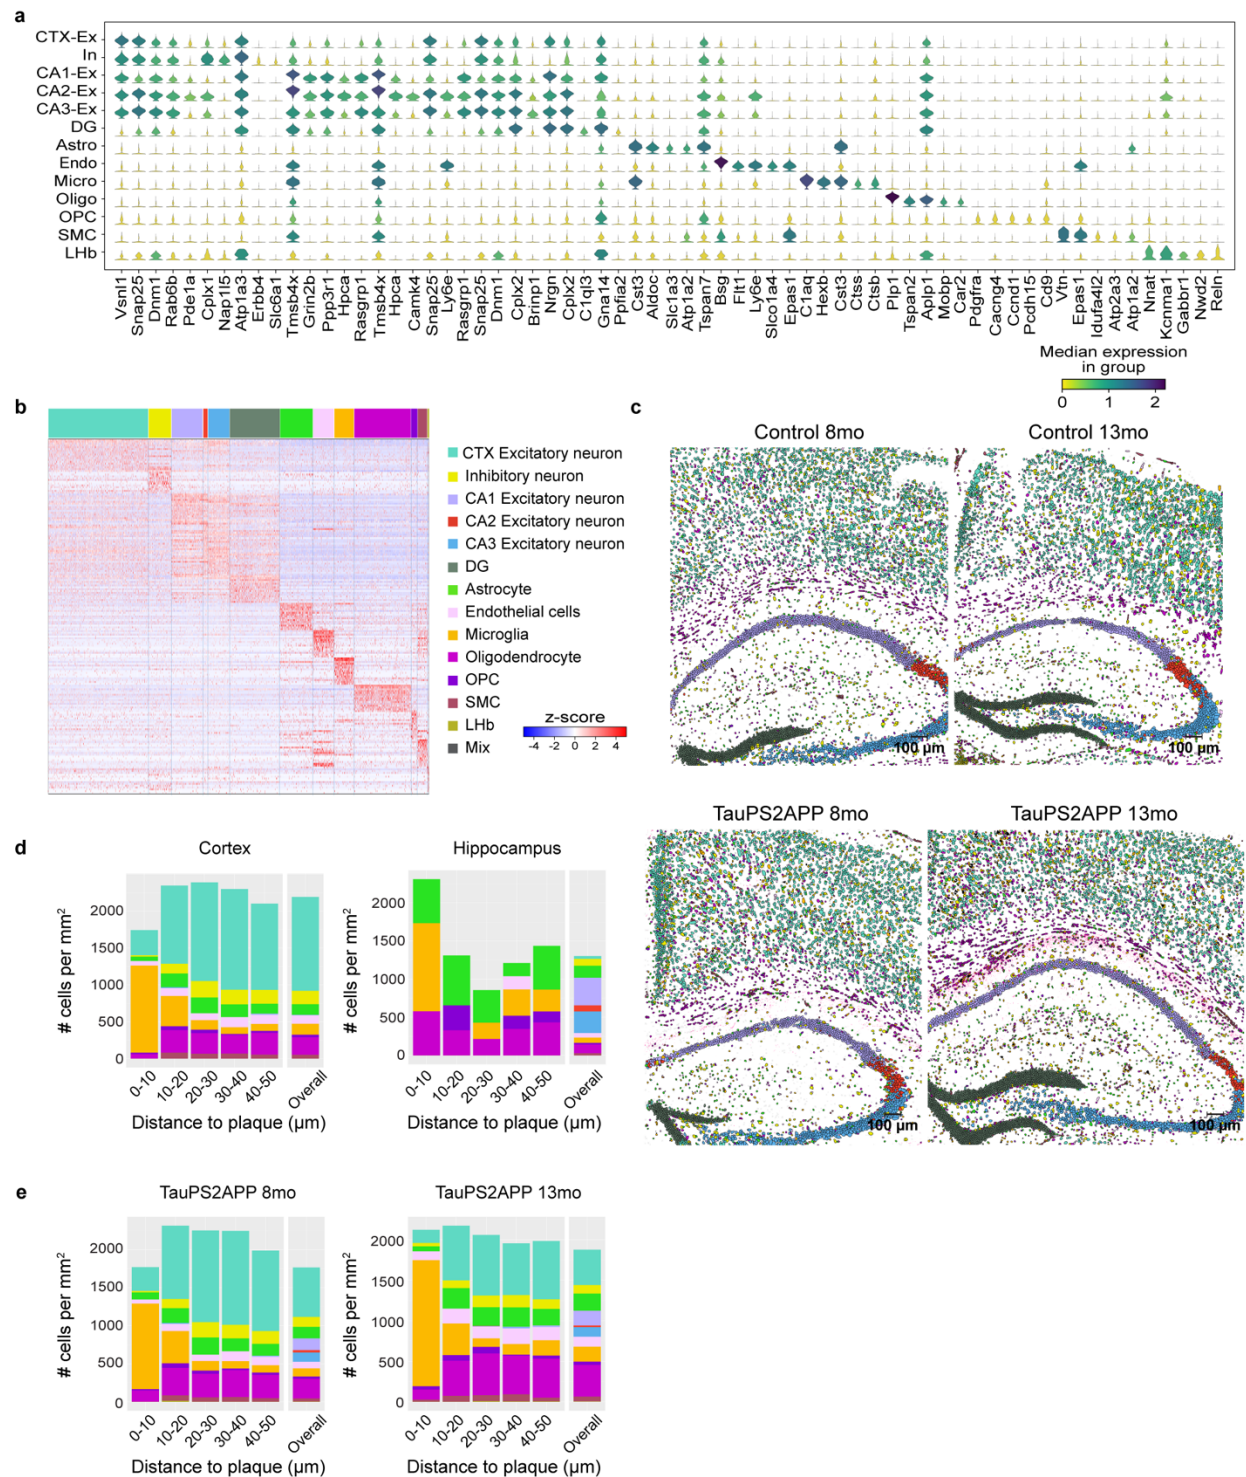 a
CTX-Ex
In
CA1-Ex
CA2-Ex
CA3-Ex
DG
Astro
Endo
Micro
Oligo
OPC
SMC
LHb
Vsnl1
Snap25
Dnm1
Rab6b
Pde1a
Cplx1
Nap1l5
Atp1a3
Erbb4
Slc6a1
Tmsb4x
Grin2b
Ppp3r1
Hpca
Rasgrp1
Tmsb4x
Hpca
Camk4
Snap25
Ly6e
Rasgrp1
Snap25
Dnm1
Cplx2
Brinp1
Nrgn
Cplx2
C1ql3
Gna14
Ppfia2
Cst3
Aldoc
Slc1a3
Atp1a2
Tspan7
Bsg
Flt1
Ly6e
Slco1a4
Epas1
C1aq
Hexb
Cst3
Ctss
Ctsb
Plp1
Tspan2
Aplp1
Mobp
Car2
Pdgfra
Cacng4
Ccnd1
Pcdh15
Cd9
Vtn
Epas1
Idufa4l2
Atp2a3
Atp1a2
Nnat
Kcnma1
Gabbr1
Nwd2
Reln
Median expression
in group
0 1 2
b
CTX Excitatory neuron
Inhibitory neuron
CA1 Excitatory neuron
CA2 Excitatory neuron
CA3 Excitatory neuron
DG
Astrocyte
Endothelial cells
Microglia
Oligodendrocyte
OPC
SMC
LHb
Mix
z-score
-4 -2 0 2 4
c
Control 8mo
Control 13mo
100 µm
100 µm
TauPS2APP 8mo
TauPS2APP 13mo
100 µm
100 µm
d
Cortex
# cells per mm²
2000
1500
1000
500
0
0-10
10-20
20-30
30-40
40-50
Overall
Distance to plaque (µm)
Hippocampus
# cells per mm²
2000
1500
1000
500
0
0-10
10-20
20-30
30-40
40-50
Overall
Distance to plaque (µm)
e
TauPS2APP 8mo
# cells per mm²
2000
1500
1000
500
0
0-10
10-20
20-30
30-40
40-50
Overall
Distance to plaque (µm)
TauPS2APP 13mo
# cells per mm²
2000
1500
1000
500
0
0-10
10-20
20-30
30-40
40-50
Overall
Distance to plaque (µm)